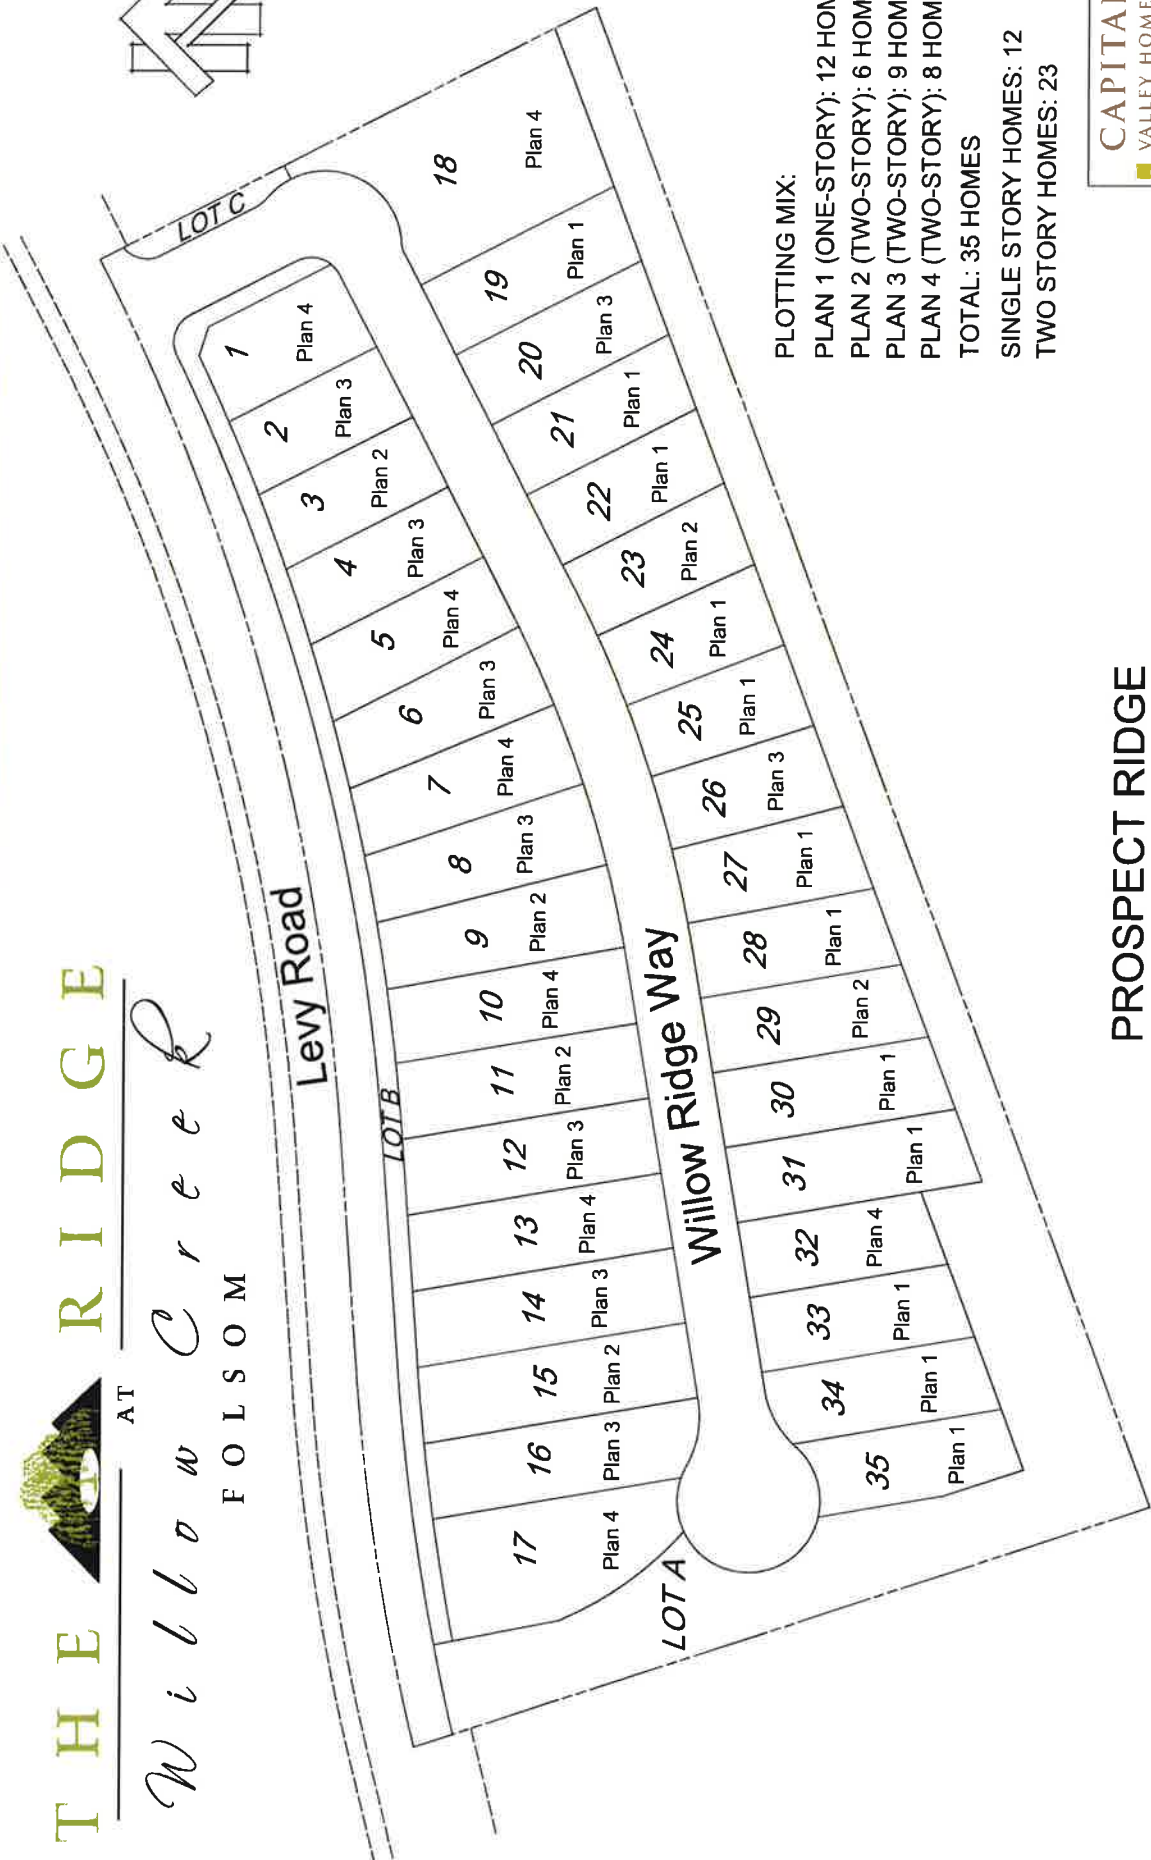 THE RIDGE
AT
Willow Creek
FOLSOM
Levy Road
LOT B
LOT C
1
Plan 4
2
Plan 3
3
Plan 2
4
Plan 3
5
Plan 4
6
Plan 3
7
Plan 4
8
Plan 3
9
Plan 2
10
Plan 4
11
Plan 2
12
Plan 3
13
Plan 4
14
Plan 3
15
Plan 2
16
Plan 3
17
Plan 4
LOT A
Willow Ridge Way
18
Plan 4
19
Plan 1
20
Plan 3
21
Plan 1
22
Plan 1
23
Plan 2
24
Plan 1
25
Plan 1
26
Plan 3
27
Plan 1
28
Plan 1
29
Plan 2
30
Plan 1
31
Plan 1
32
Plan 4
33
Plan 1
34
Plan 1
35
Plan 1
PLOTTING MIX:
PLAN 1 (ONE-STORY): 12 HOM
PLAN 2 (TWO-STORY): 6 HOM
PLAN 3 (TWO-STORY): 9 HOM
PLAN 4 (TWO-STORY): 8 HOM
TOTAL: 35 HOMES
SINGLE STORY HOMES: 12
TWO STORY HOMES: 23
PROSPECT RIDGE
CAPITAL
VALLEY HOME